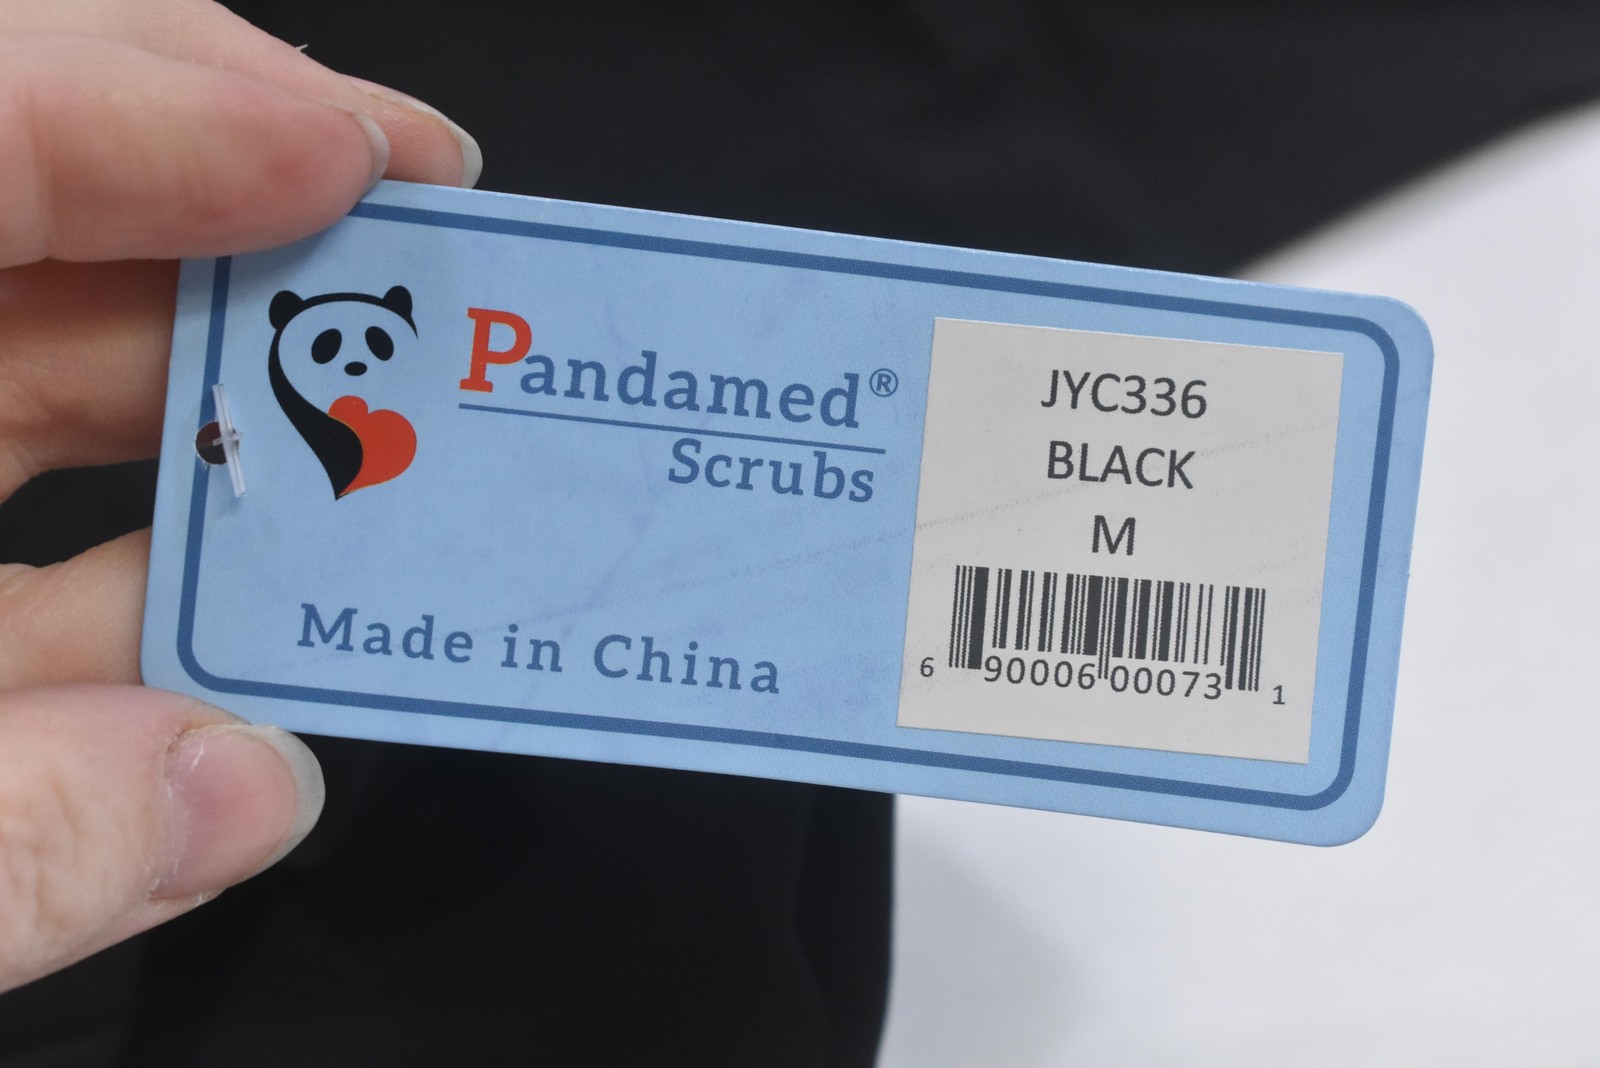 Pandamed®
Scrubs
Made in China
JYC336
BLACK
M
6 90006 00073 1